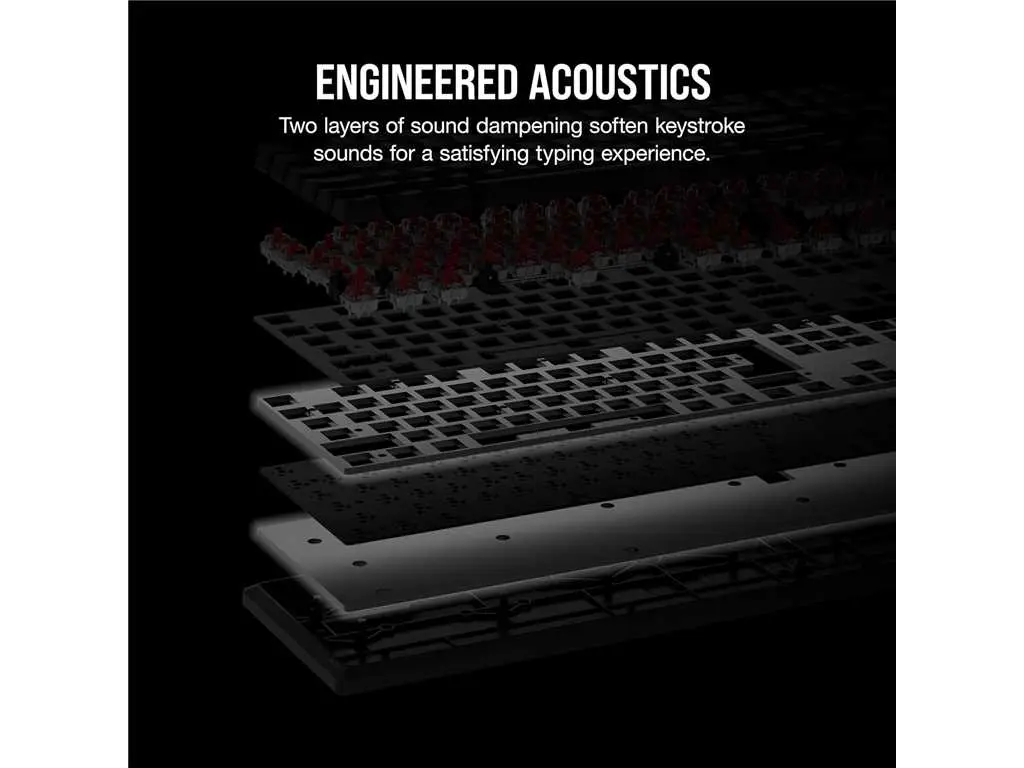 ENGINEERED ACOUSTICS
Two layers of sound dampening soften keystroke
sounds for a satisfying typing experience.